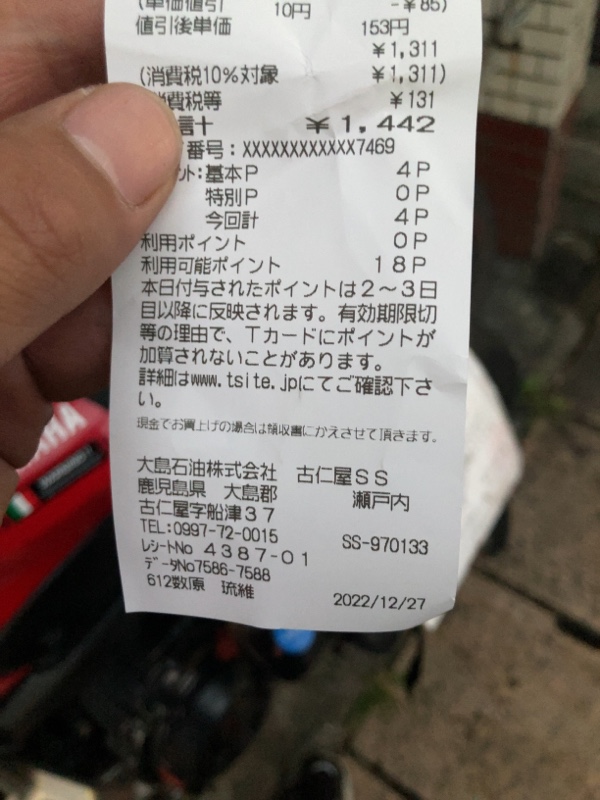 (単価値引 10円 -¥85)
値引後単価 153円
¥1,311
(消費税10%対象 ¥1,311)
費税等 ¥131
計 ¥1,442
番号:XXXXXXXXXXXX7469
ント:基本P 4P
特別P 0P
今回計 4P
利用ポイント 0P
利用可能ポイント 18P
本日付与されたポイントは2〜3日
目以降に反映されます。有効期限切
等の理由で、Tカードにポイントが
加算されないことがあります。
詳細はwww.tsite.jpにてご確認下さ
い。
現金でお買上げの場合は領収書にかえさせて頂きます。
大島石油株式会社 古仁屋SS
鹿児島県 大島郡 瀬戸内
古仁屋字船津37
TEL:0997-72-0015
SS-970133
レシートNo 4387-01
データNo7586-7588
612数原 琉維
2022/12/27